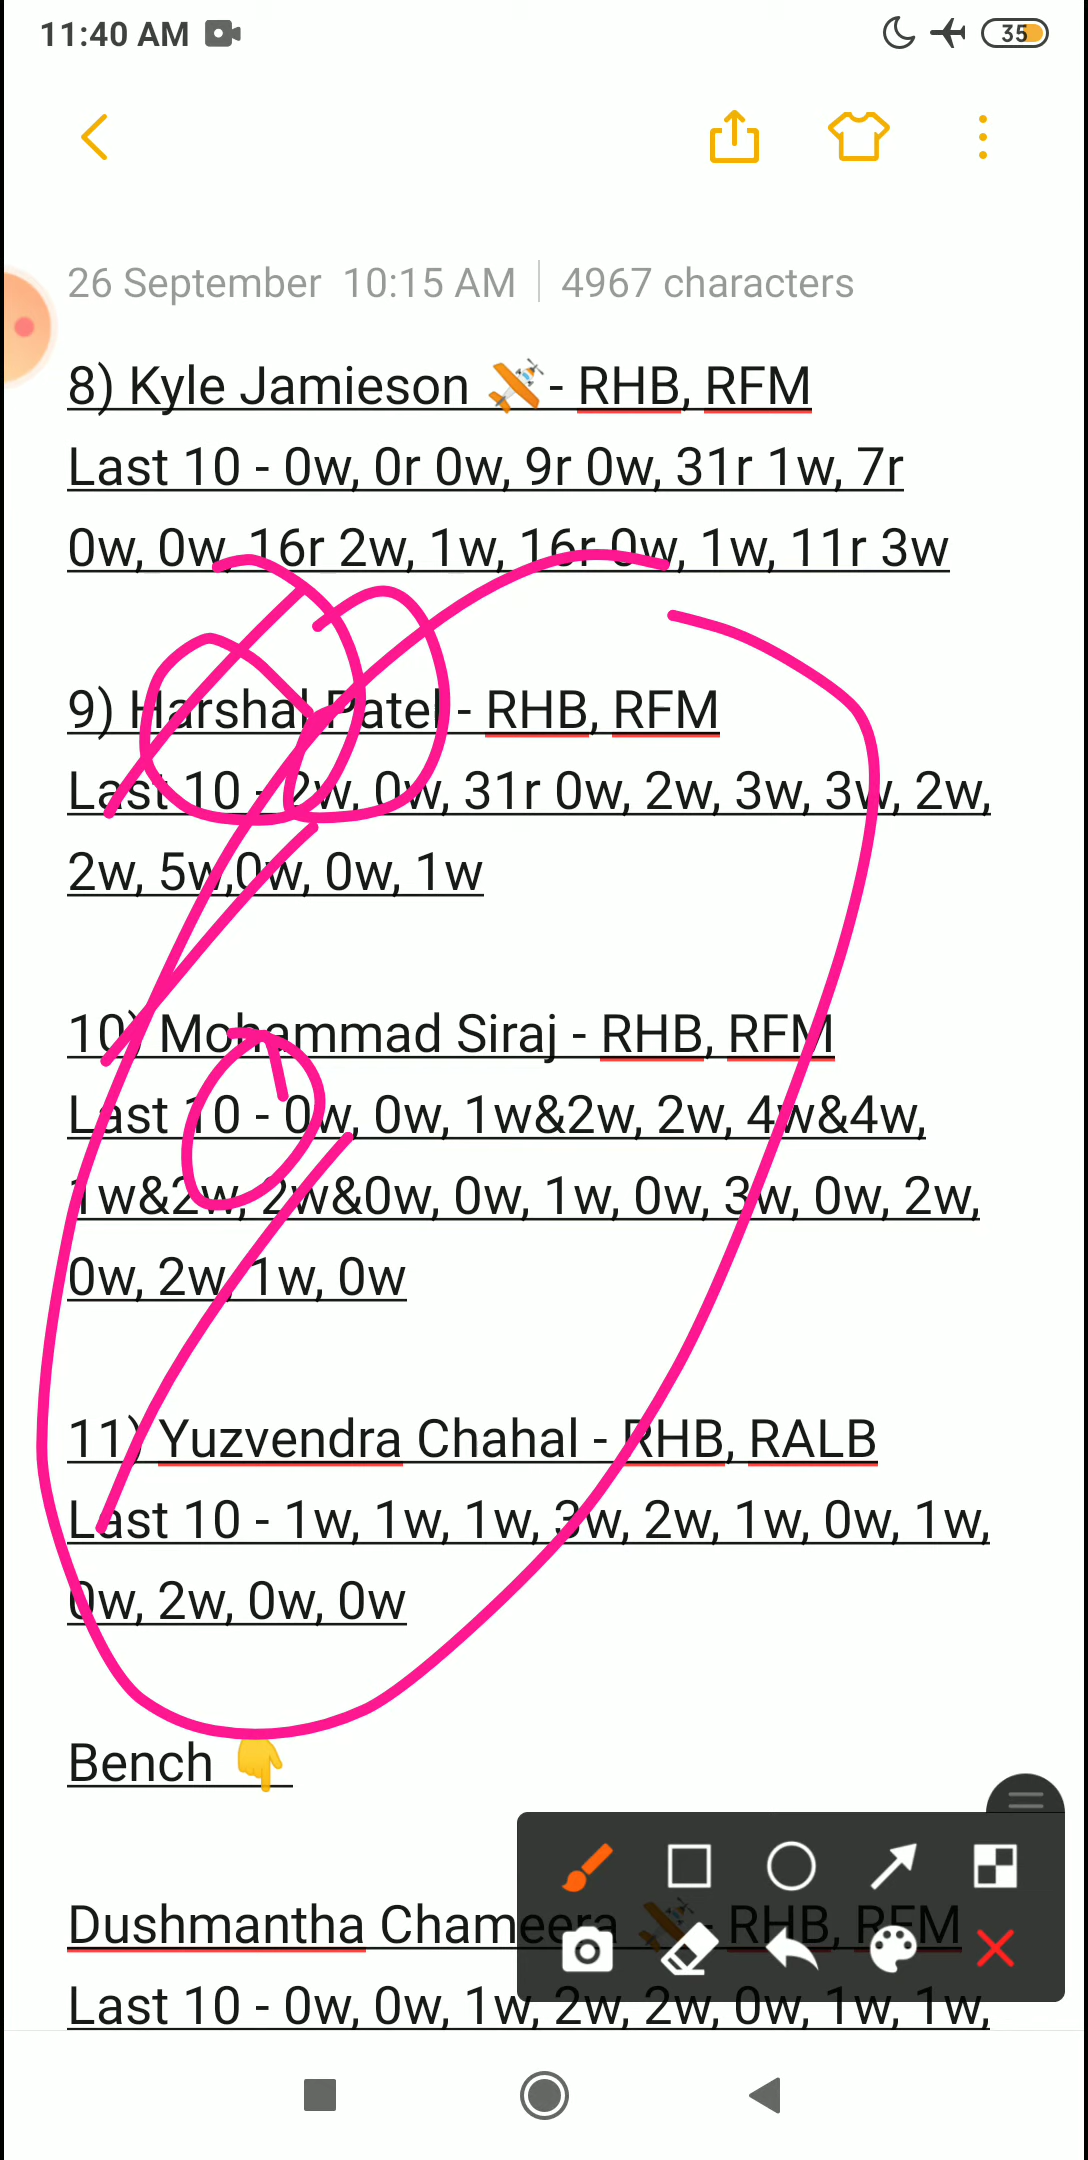 11:40 AM
35
26 September 10:15 AM | 4967 characters
8) Kyle Jamieson 🛩- RHB, RFM
Last 10 - 0w, 0r 0w, 9r 0w, 31r 1w, 7r
0w, 0w, 16r 2w, 1w, 16r 0w, 1w, 11r 3w
9) Harshal Patel - RHB, RFM
Last 10 - 2w, 0w, 31r 0w, 2w, 3w, 3w, 2w,
2w, 5w,0w, 0w, 1w
10) Mohammad Siraj - RHB, RFM
Last 10 - 0w, 0w, 1w&2w, 2w, 4w&4w,
1w&2w, 2w&0w, 0w, 1w, 0w, 3w, 0w, 2w,
0w, 2w, 1w, 0w
11) Yuzvendra Chahal - RHB, RALB
Last 10 - 1w, 1w, 1w, 3w, 2w, 1w, 0w, 1w,
0w, 2w, 0w, 0w
Bench 👇
Dushmantha Chameera 🛩- RHB, RFM
Last 10 - 0w, 0w, 1w, 2w, 2w, 0w, 1w, 1w,